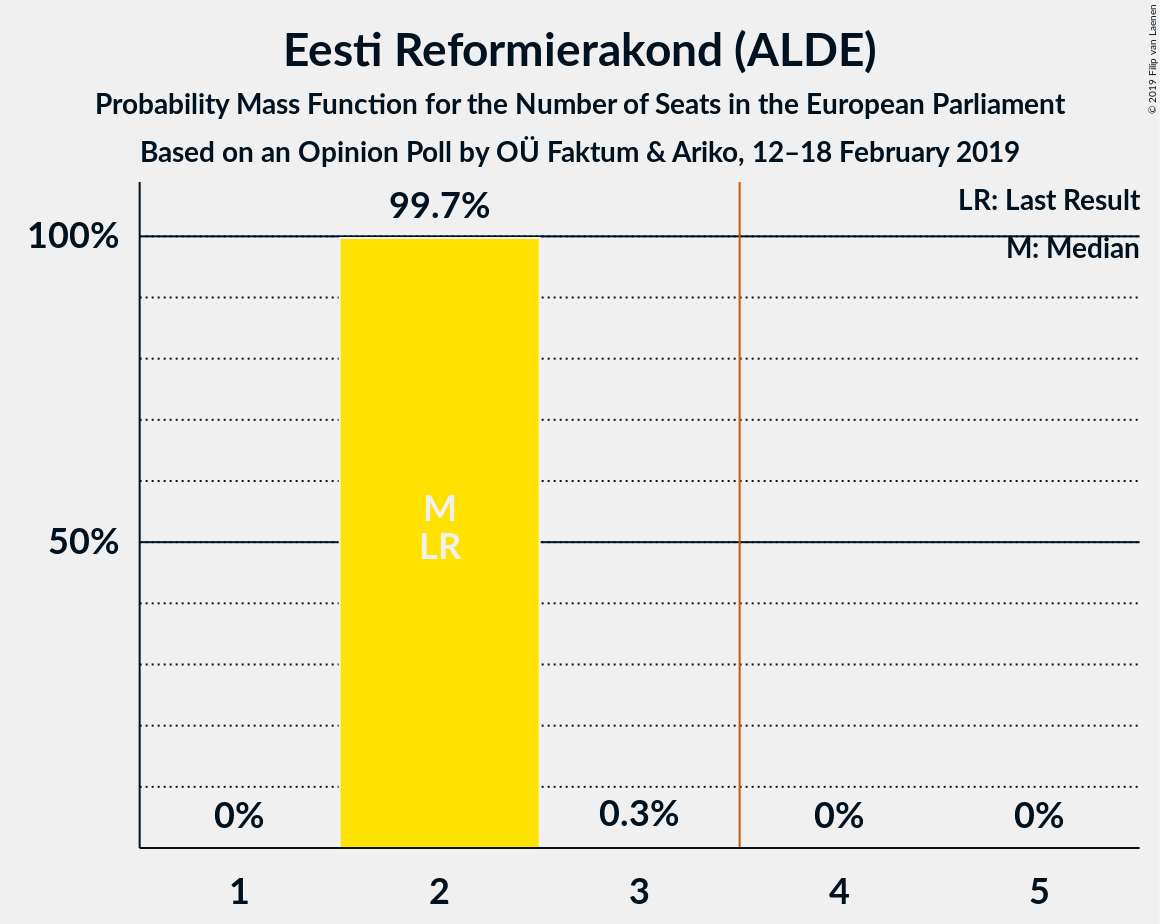 Eesti Reformierakond (ALDE)
Probability Mass Function for the Number of Seats in the European Parliament
Based on an Opinion Poll by OÜ Faktum & Ariko, 12–18 February 2019
© 2019 Filip van Laenen
LR: Last Result
M: Median
99.7%
100%
M
LR
50%
0%
0.3%
0%
0%
1
2
3
4
5